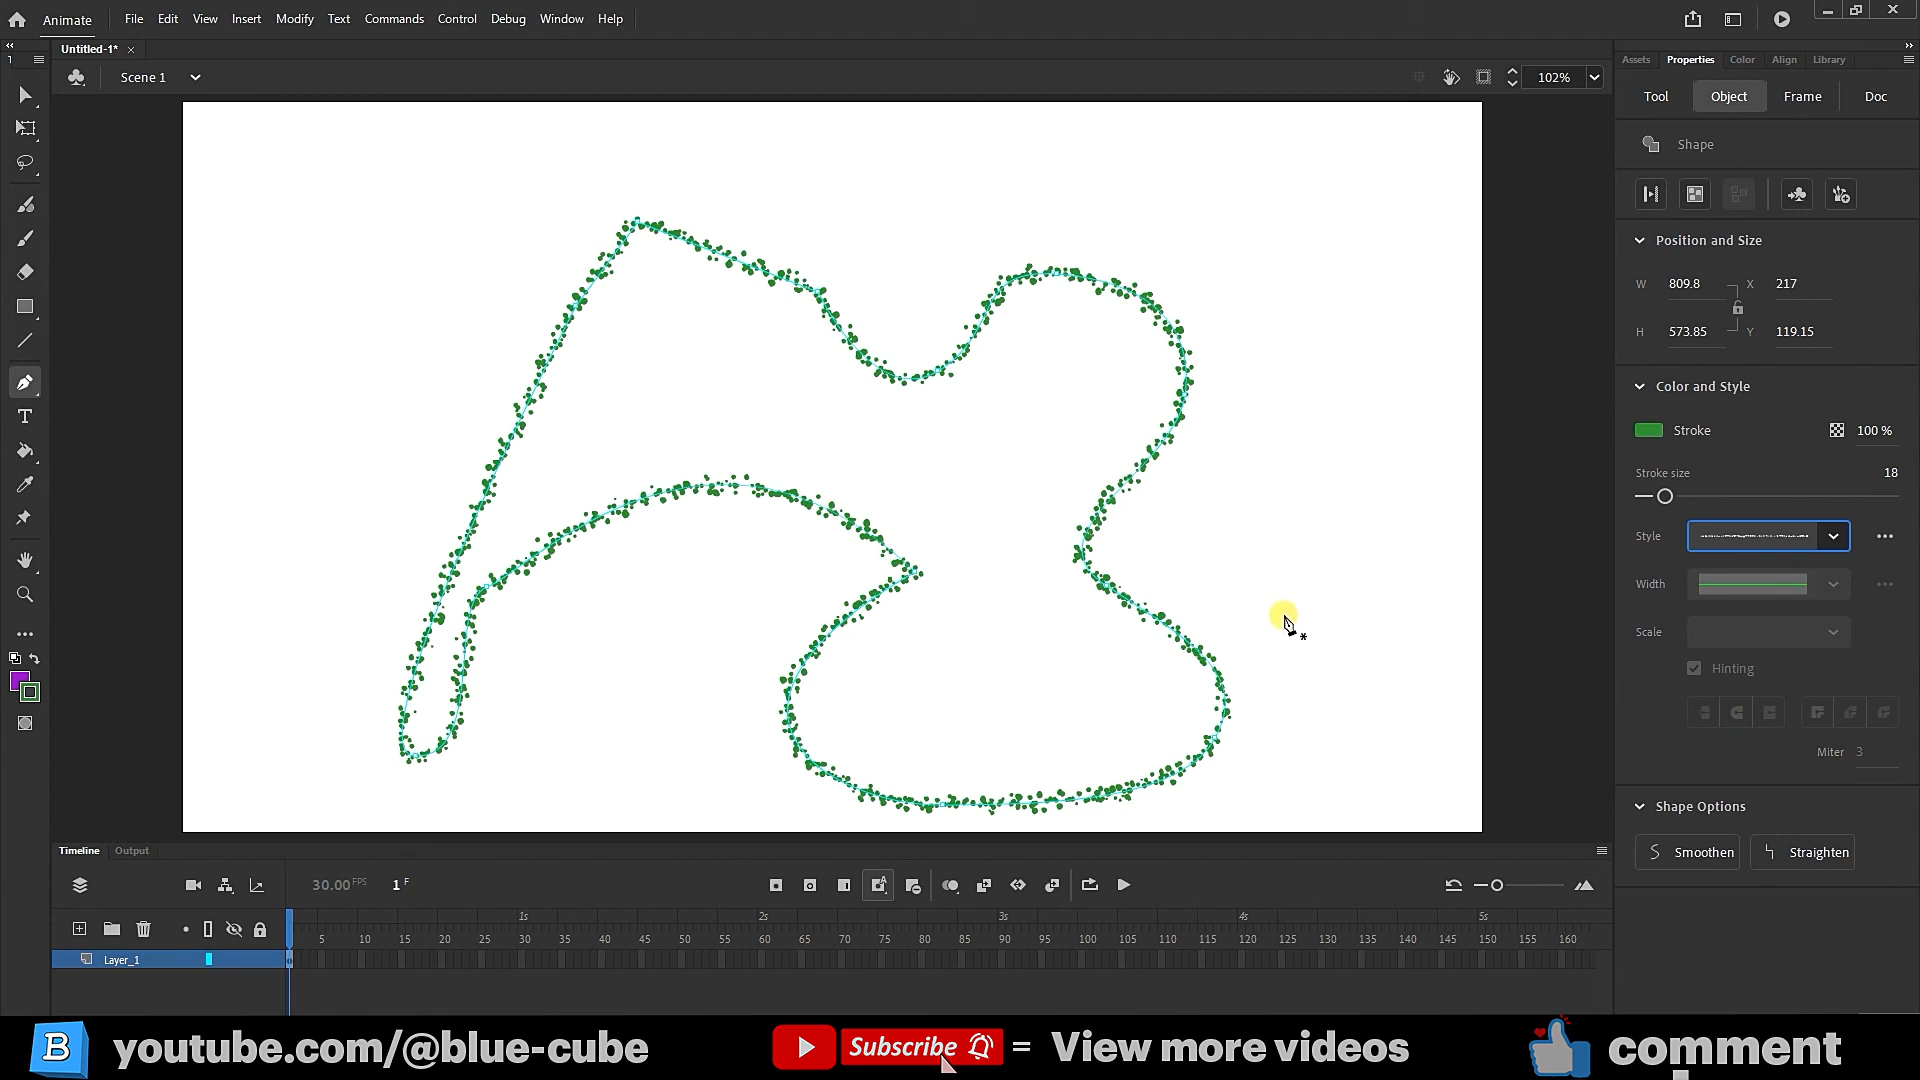 Animate File Edit View Insert Modify Text Commands Control Debug Window Help
Untitled-1* ×
Scene 1 102%
Assets Properties Color Align Library
Tool Object Frame Doc
Shape
Position and Size
W 809.8 X 217
H 573.85 Y 119.15
Color and Style
Stroke 100 %
Stroke size 18
Style
Width
Scale
Hinting
Miter 3
Shape Options
Smoothen Straighten
Timeline Output
30.00 FPS 1 F
1s 2s 3s 4s 5s
5 10 15 20 25 30 35 40 45 50 55 60 65 70 75 80 85 90 95 100 105 110 115 120 125 130 135 140 145 150 155 160
Layer_1
B youtube.com/@blue-cube Subscribe = View more videos comment